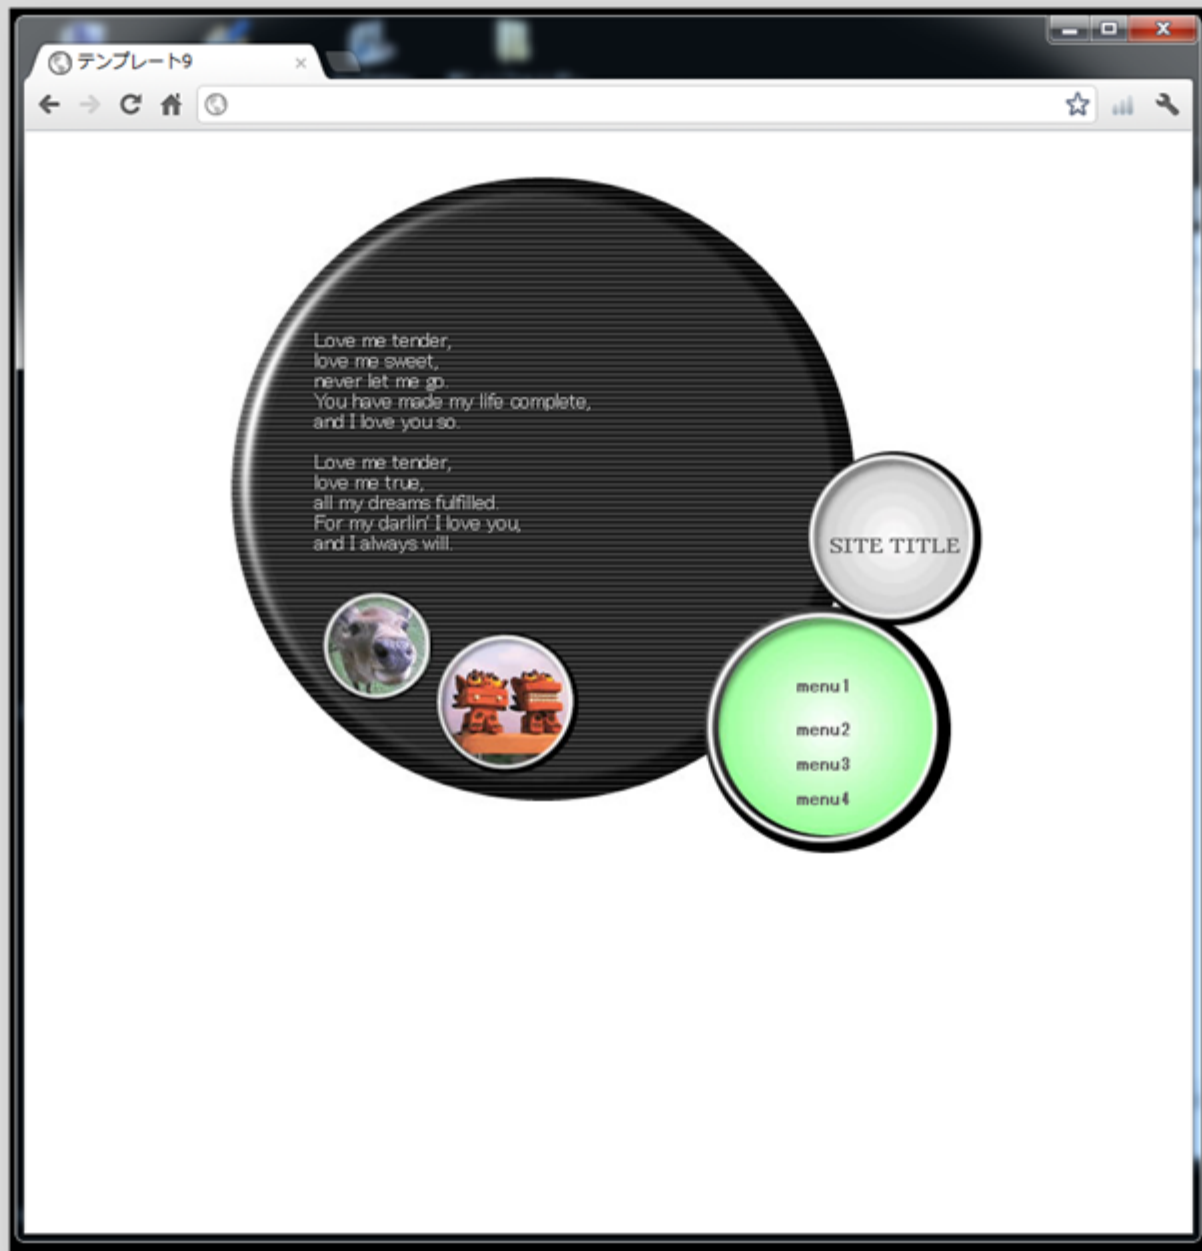 テンプレート9
Love me tender,
love me sweet,
never let me go.
You have made my life complete,
and I love you so.
Love me tender,
love me true,
all my dreams fulfilled.
For my darlin' I love you,
and I always will.
SITE TITLE
menu1
menu2
menu3
menu4